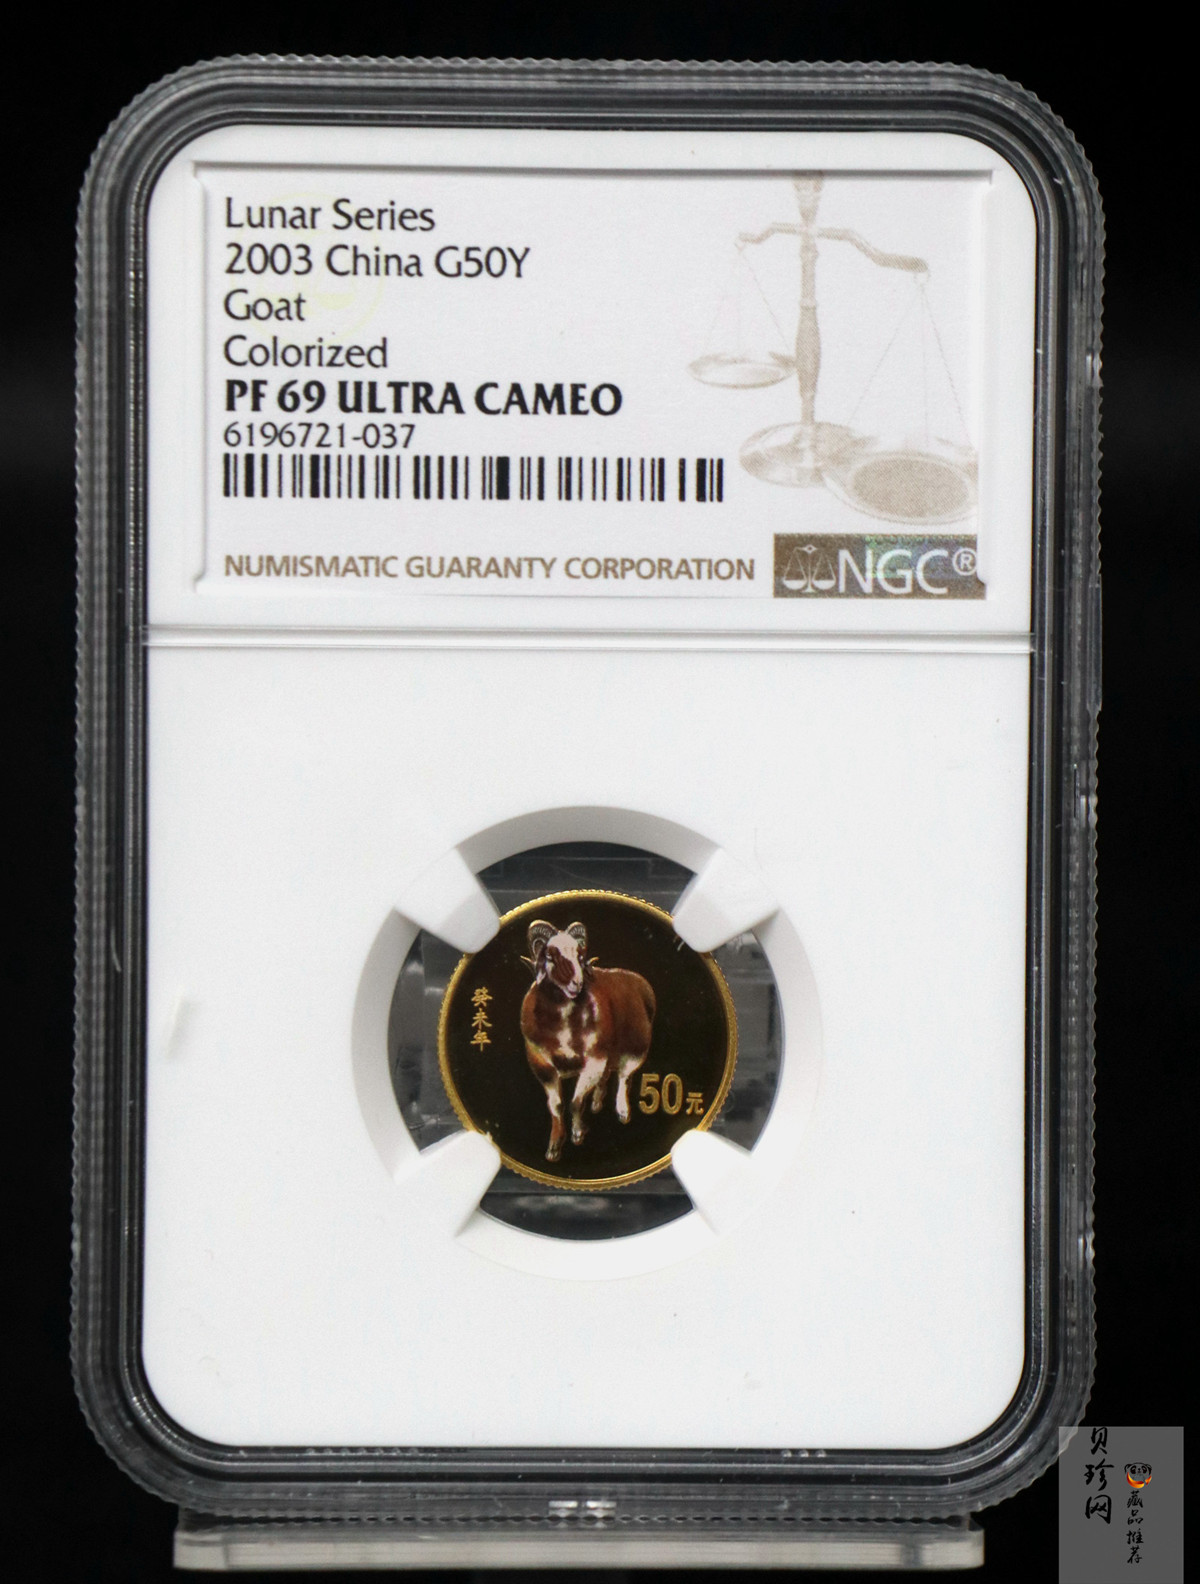 Lunar Series
2003 China G50Y
Goat
Colorized
PF 69 ULTRA CAMEO
6196721-037
NUMISMATIC GUARANTY CORPORATION
NGC®
癸未年
50元
贝珍网
藏品推荐